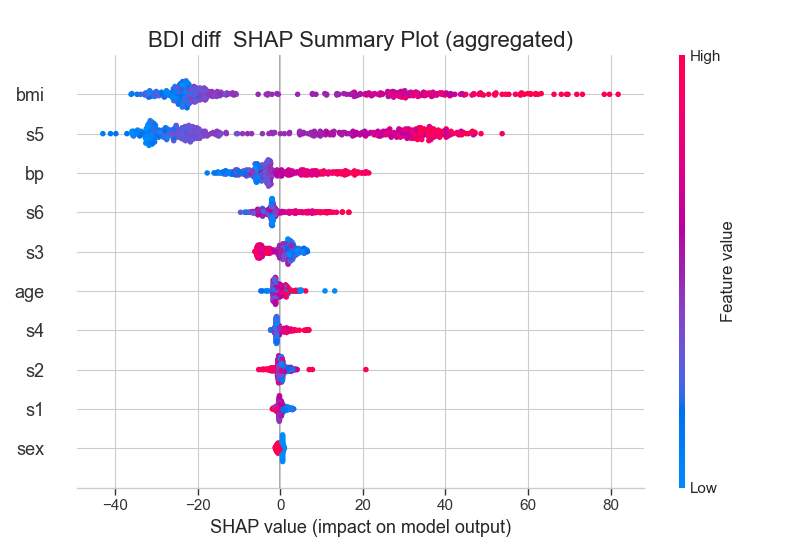 BDI diff  SHAP Summary Plot (aggregated)
High
bmi
s5
bp
s6
s3
age
s4
s2
s1
sex
Feature value
Low
−40 −20 0 20 40 60 80
SHAP value (impact on model output)